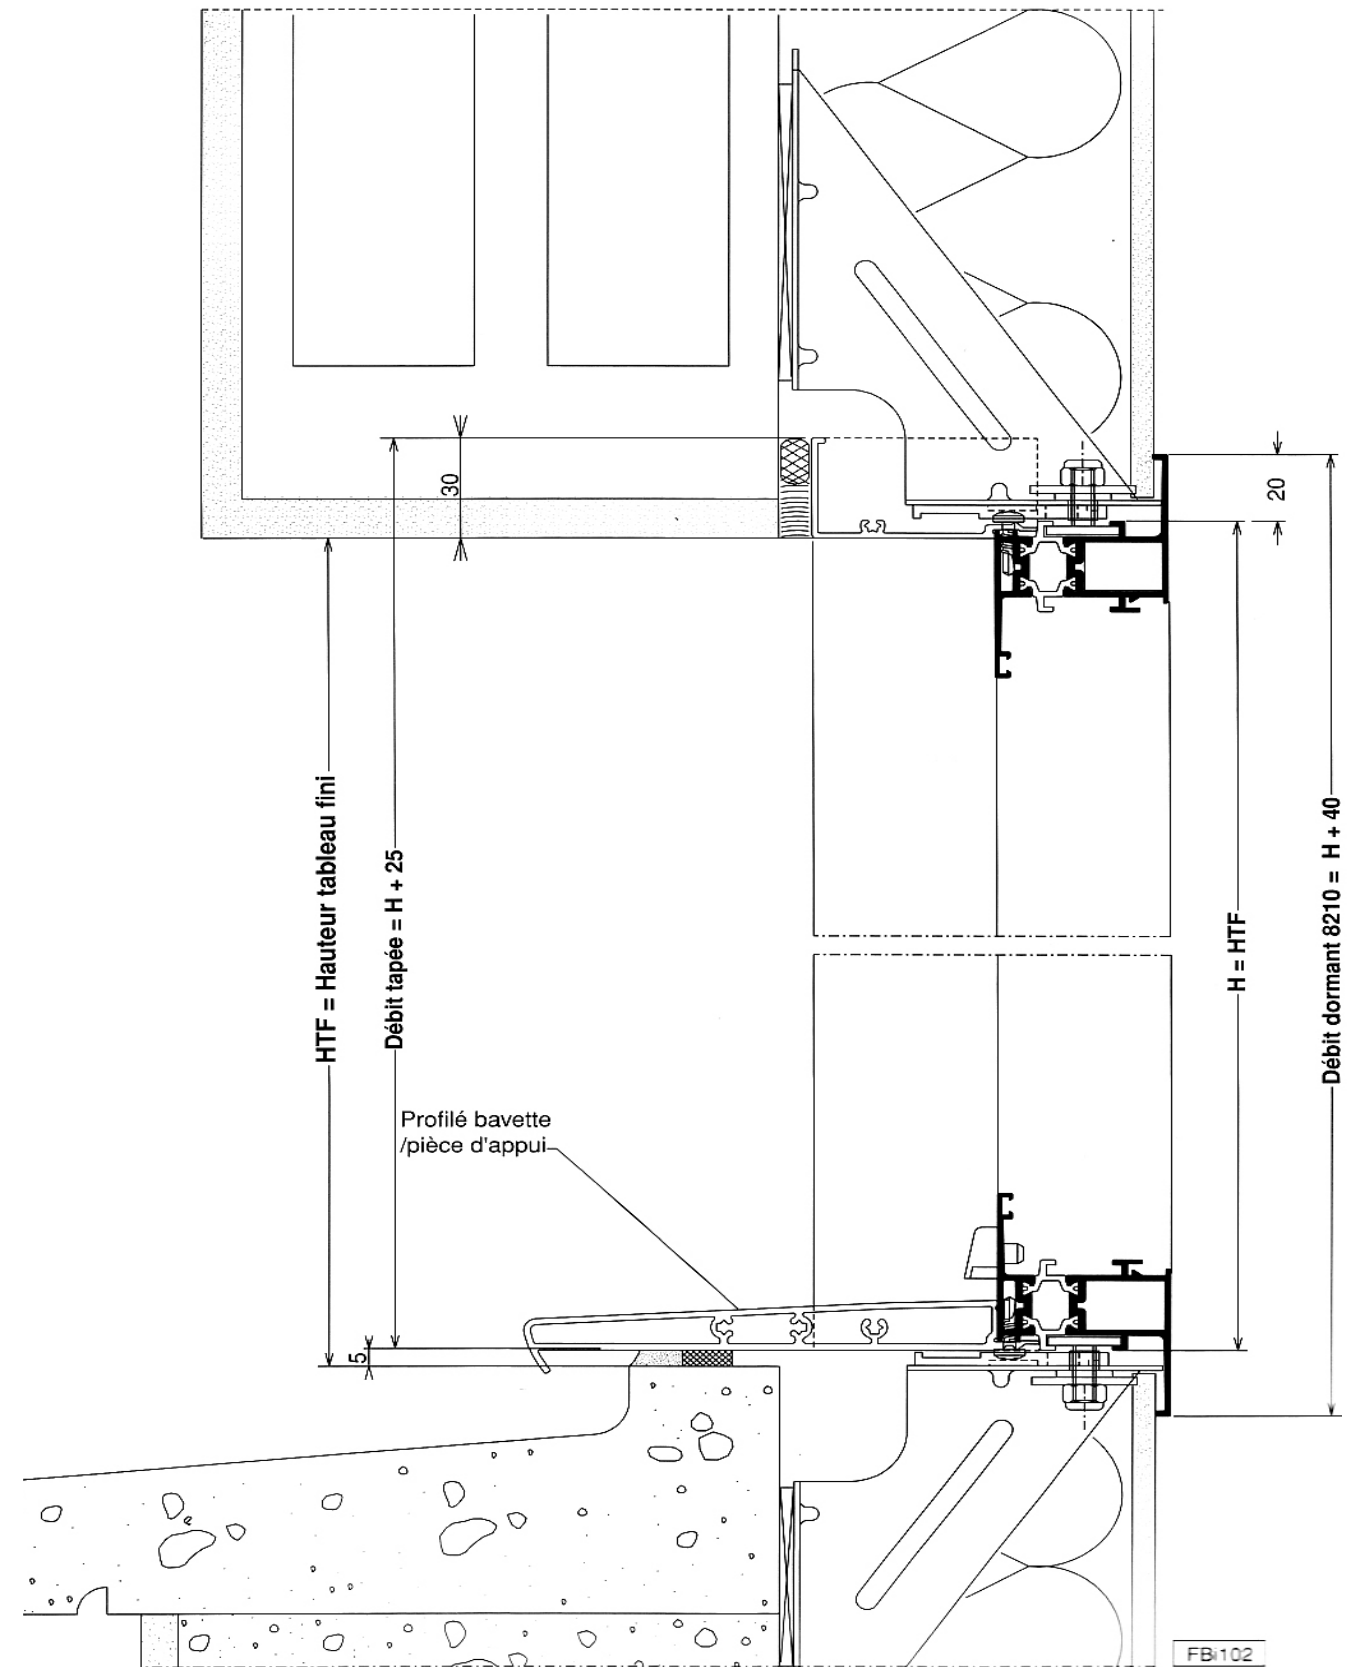 30
20
HTF = Hauteur tableau fini
Débit tapée = H + 25
H = HTF
Débit dormant 8210 = H + 40
Profilé bavette
/pièce d'appui
5
FBi102